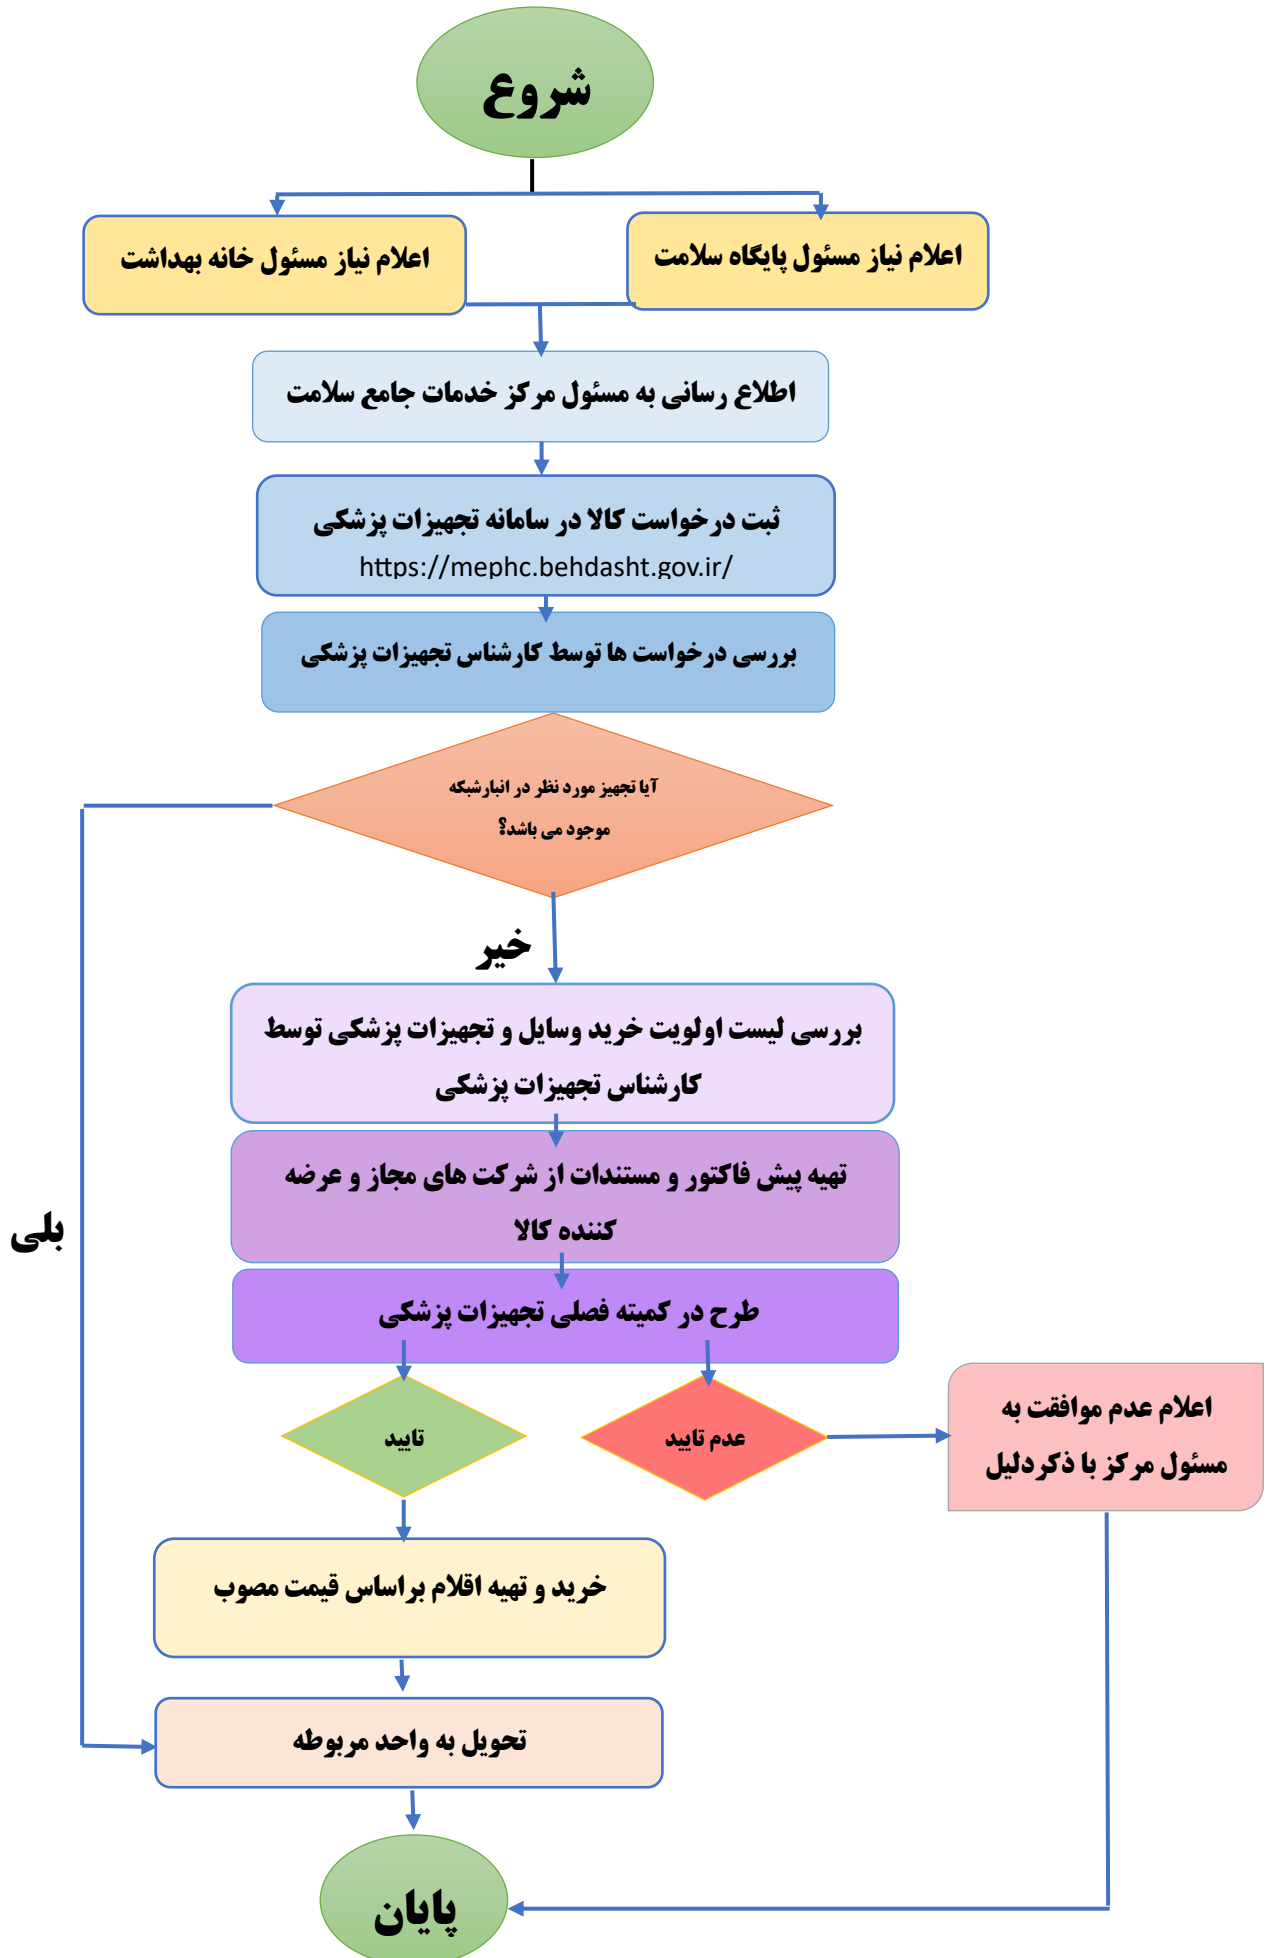 شروع
اعلام نیاز مسئول پایگاه سلامت
اعلام نیاز مسئول خانه بهداشت
اطلاع رسانی به مسئول مرکز خدمات جامع سلامت
ثبت درخواست کالا در سامانه تجهیزات پزشکی
https://mephc.behdasht.gov.ir/
بررسی درخواست ها توسط کارشناس تجهیزات پزشکی
آیا تجهیز مورد نظر در انبارشبکه
موجود می باشد؟
خیر
بررسی لیست اولویت خرید وسایل و تجهیزات پزشکی توسط
کارشناس تجهیزات پزشکی
تهیه پیش فاکتور و مستندات از شرکت های مجاز و عرضه
کننده کالا
بلی
طرح در کمیته فصلی تجهیزات پزشکی
اعلام عدم موافقت به
مسئول مرکز با ذکردلیل
عدم تایید
تایید
خرید و تهیه اقلام براساس قیمت مصوب
تحویل به واحد مربوطه
پایان